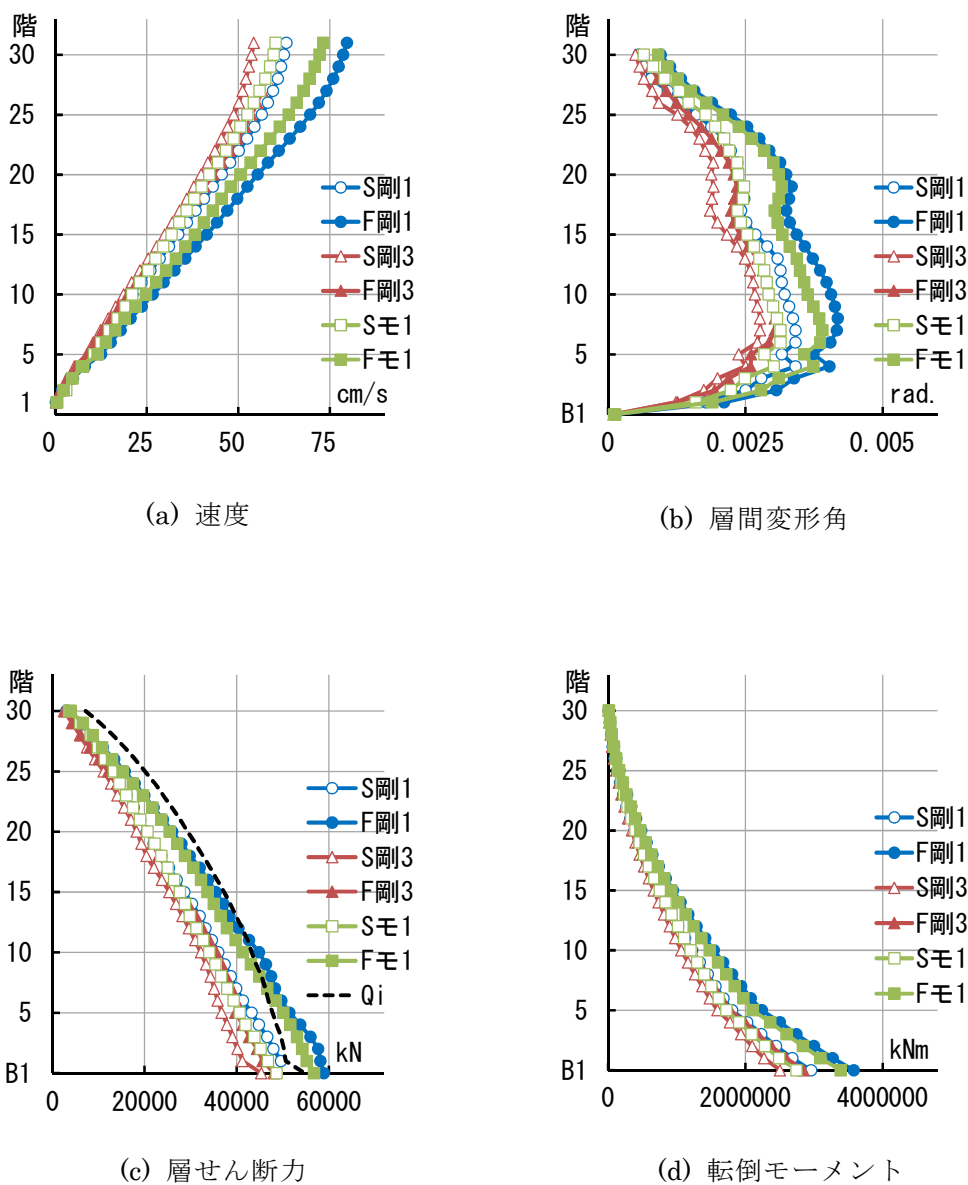 階
30
25
20
15
10
5
1
0
25
50
75
cm/s
S剛1
F剛1
S剛3
F剛3
Sモ1
Fモ1
(a) 速度
階
30
25
20
15
10
5
B1
0
0.0025
0.005
rad.
S剛1
F剛1
S剛3
F剛3
Sモ1
Fモ1
(b) 層間変形角
階
30
25
20
15
10
5
B1
0
20000
40000
60000
kN
S剛1
F剛1
S剛3
F剛3
Sモ1
Fモ1
Qi
(c) 層せん断力
階
30
25
20
15
10
5
B1
0
2000000
4000000
kNm
S剛1
F剛1
S剛3
F剛3
Sモ1
Fモ1
(d) 転倒モーメント